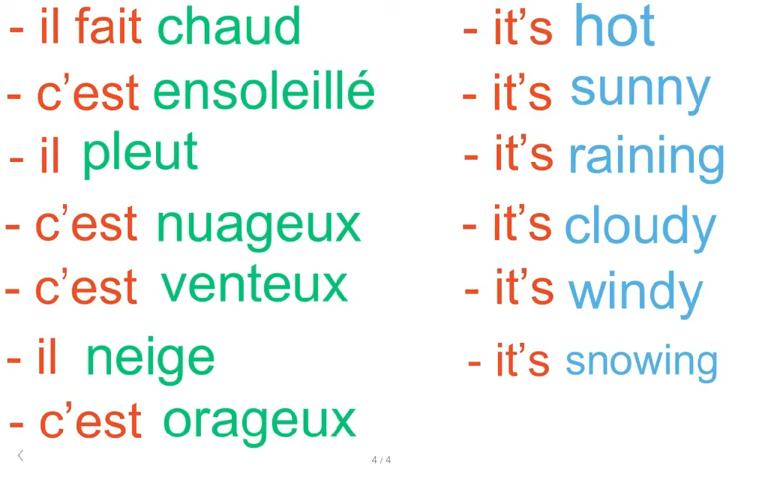 - il fait chaud
- c’est ensoleillé
- il pleut
- c’est nuageux
- c’est venteux
- il neige
- c’est orageux
- it’s hot
- it’s sunny
- it’s raining
- it’s cloudy
- it’s windy
- it’s snowing
4 / 4